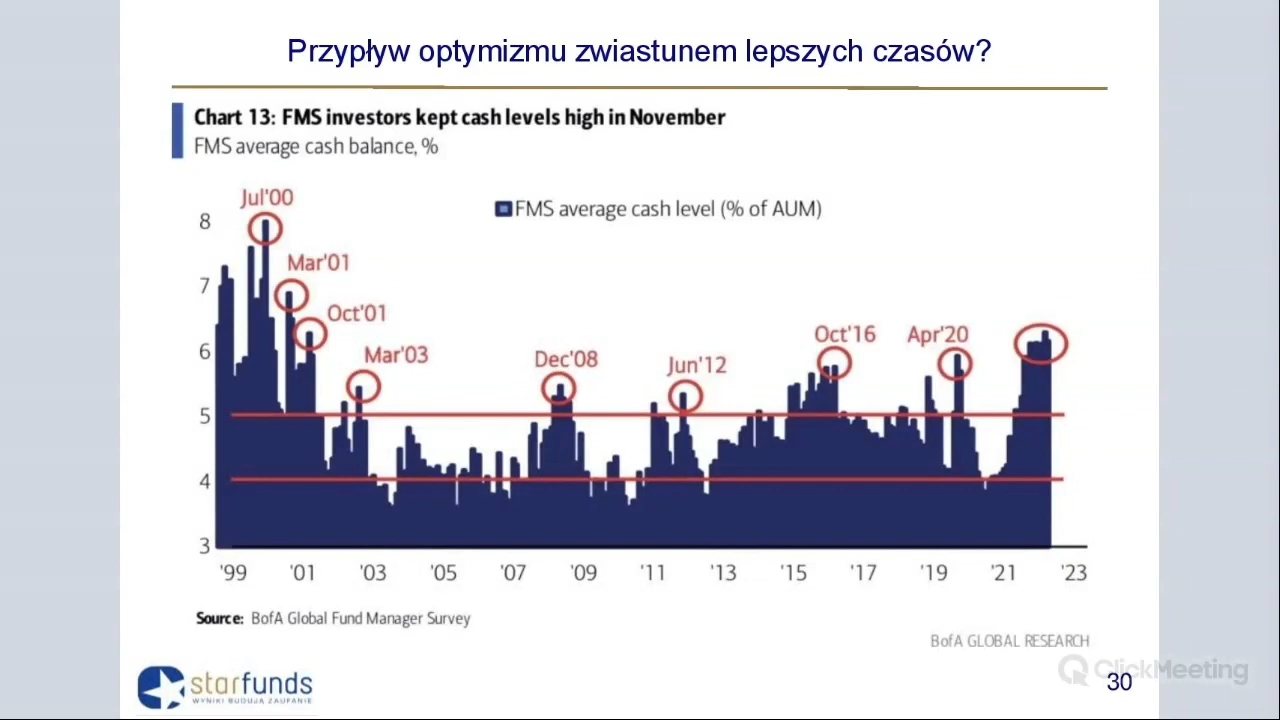 Przypływ optymizmu zwiastunem lepszych czasów?
Chart 13: FMS investors kept cash levels high in November
FMS average cash balance, %
FMS average cash level (% of AUM)
Jul'00
Mar'01
Oct'01
Mar'03
Dec'08
Jun'12
Oct'16
Apr'20
8
7
6
5
4
3
'99 '01 '03 '05 '07 '09 '11 '13 '15 '17 '19 '21 '23
Source: BofA Global Fund Manager Survey
BofA GLOBAL RESEARCH
ClickMeeting
starfunds
WYNIKI BUDUJĄ ZAUFANIE
30